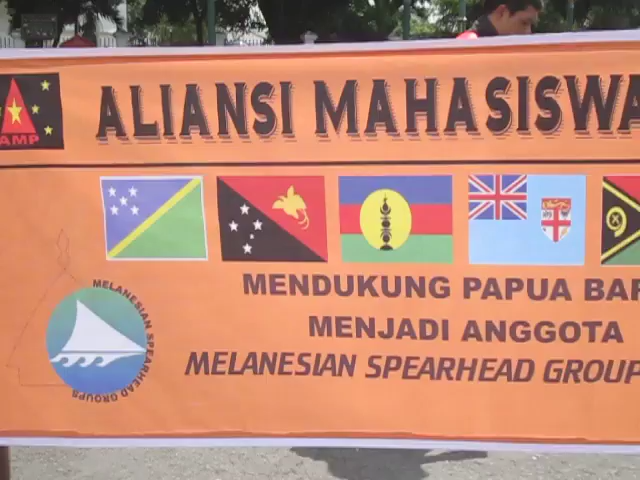 AMP
ALIANSI MAHASISWA
MENDUKUNG PAPUA BAR
MENJADI ANGGOTA
MELANESIAN SPEARHEAD GROUP
MELANESIAN SPEARHEAD GROUPS